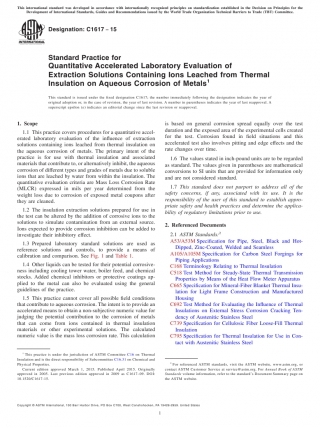 This international standard was developed in accordance with internationally recognized principles on standardization established in the Decision on Principles for the
Development of International Standards, Guides and Recommendations issued by the World Trade Organization Technical Barriers to Trade (TBT) Committee.
Designation: C1617 − 15
Standard Practice for
Quantitative Accelerated Laboratory Evaluation of
Extraction Solutions Containing Ions Leached from Thermal
Insulation on Aqueous Corrosion of Metals1
This standard is issued under the fixed designation C1617; the number immediately following the designation indicates the year of
original adoption or, in the case of revision, the year of last revision. A number in parentheses indicates the year of last reapproval. A
superscript epsilon (ε) indicates an editorial change since the last revision or reapproval.
1. Scope
1.1 This practice covers procedures for a quantitative accel-
erated laboratory evaluation of the influence of extraction
solutions containing ions leached from thermal insulation on
the aqueous corrosion of metals. The primary intent of the
practice is for use with thermal insulation and associated
materials that contribute to, or alternatively inhibit, the aqueous
corrosion of different types and grades of metals due to soluble
ions that are leached by water from within the insulation. The
quantitative evaluation criteria are Mass Loss Corrosion Rate
(MLCR) expressed in mils per year determined from the
weight loss due to corrosion of exposed metal coupons after
they are cleaned.
1.2 The insulation extraction solutions prepared for use in
the test can be altered by the addition of corrosive ions to the
solutions to simulate contamination from an external source.
Ions expected to provide corrosion inhibition can be added to
investigate their inhibitory effect.
1.3 Prepared laboratory standard solutions are used as
reference solutions and controls, to provide a means of
calibration and comparison. See Fig. 1 and Table 1.
1.4 Other liquids can be tested for their potential corrosive-
ness including cooling tower water, boiler feed, and chemical
stocks. Added chemical inhibitors or protective coatings ap-
plied to the metal can also be evaluated using the general
guidelines of the practice.
1.5 This practice cannot cover all possible field conditions
that contribute to aqueous corrosion. The intent is to provide an
accelerated means to obtain a non-subjective numeric value for
judging the potential contribution to the corrosion of metals
that can come from ions contained in thermal insulation
materials or other experimental solutions. The calculated
numeric value is the mass loss corrosion rate. This calculation
1 This practice is under the jurisdiction of ASTM Committee C16 on Thermal
Insulation and is the direct responsibility of Subcommittee C16.31 on Chemical and
Physical Properties.
Current edition approved March 1, 2015. Published April 2015. Originally
approved in 2005. Last previous edition approved in 2009 as C1617–09. DOI:
10.1520/C1617-15.
is based on general corrosion spread equally over the test
duration and the exposed area of the experimental cells created
for the test. Corrosion found in field situations and this
accelerated test also involves pitting and edge effects and the
rate changes over time.
1.6 The values stated in inch-pound units are to be regarded
as standard. The values given in parentheses are mathematical
conversions to SI units that are provided for information only
and are not considered standard.
1.7 This standard does not purport to address all of the
safety concerns, if any, associated with its use. It is the
responsibility of the user of this standard to establish appro-
priate safety and health practices and determine the applica-
bility of regulatory limitations prior to use.
2. Referenced Documents
2.1 ASTM Standards:2
A53/A53M Specification for Pipe, Steel, Black and Hot-
Dipped, Zinc-Coated, Welded and Seamless
A105/A105M Specification for Carbon Steel Forgings for
Piping Applications
C168 Terminology Relating to Thermal Insulation
C518 Test Method for Steady-State Thermal Transmission
Properties by Means of the Heat Flow Meter Apparatus
C665 Specification for Mineral-Fiber Blanket Thermal Insu-
lation for Light Frame Construction and Manufactured
Housing
C692 Test Method for Evaluating the Influence of Thermal
Insulations on External Stress Corrosion Cracking Ten-
dency of Austenitic Stainless Steel
C739 Specification for Cellulosic Fiber Loose-Fill Thermal
Insulation
C795 Specification for Thermal Insulation for Use in Con-
tact with Austenitic Stainless Steel
2 For referenced ASTM standards, visit the ASTM website, www.astm.org, or
contact ASTM Customer Service at service@astm.org. For Annual Book of ASTM
Standards volume information, refer to the standard's Document Summary page on
the ASTM website.
Copyright © ASTM International, 100 Barr Harbor Drive, PO Box C700, West Conshohocken, PA 19428-2959. United States
1